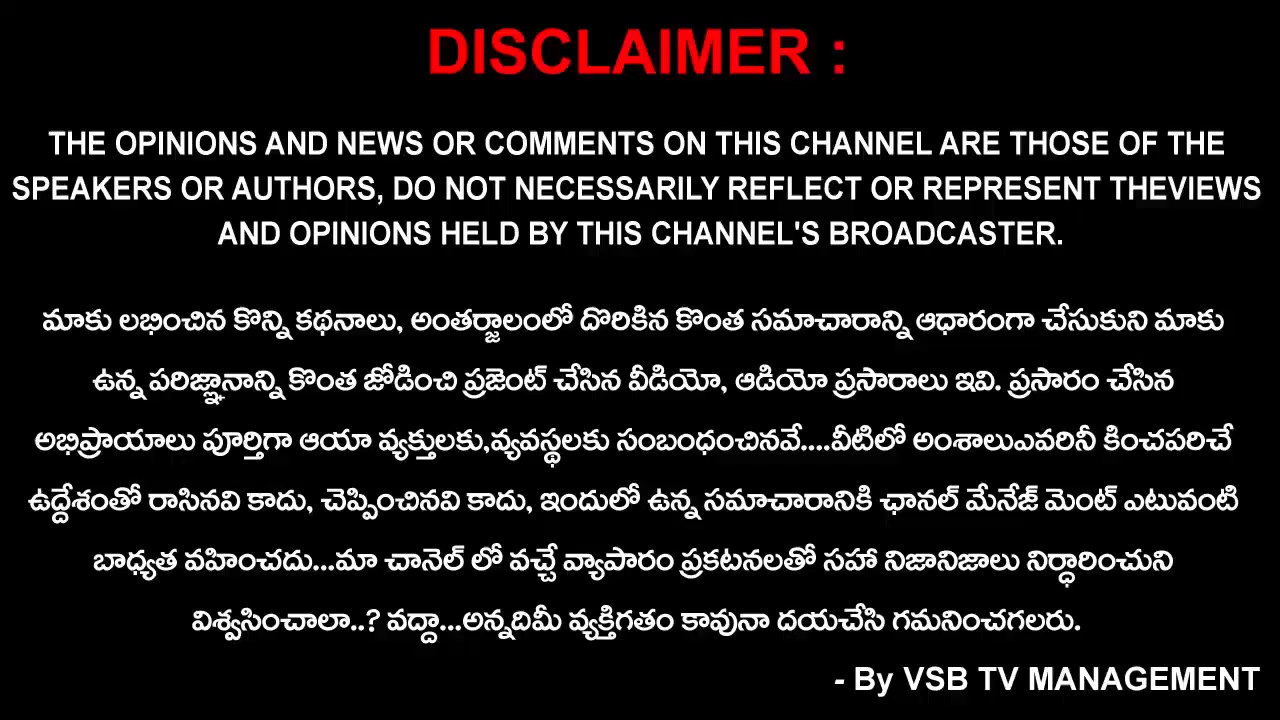 DISCLAIMER :
THE OPINIONS AND NEWS OR COMMENTS ON THIS CHANNEL ARE THOSE OF THE
SPEAKERS OR AUTHORS, DO NOT NECESSARILY REFLECT OR REPRESENT THEVIEWS
AND OPINIONS HELD BY THIS CHANNEL'S BROADCASTER.
మాకు లభించిన కొన్ని కథనాలు, అంతర్జాలంలో దొరికిన కొంత సమాచారాన్ని ఆధారంగా చేసుకుని మాకు
ఉన్న పరిజ్ఞానాన్ని కొంత జోడించి ప్రజెంట్ చేసిన వీడియో, ఆడియో ప్రసారాలు ఇవి. ప్రసారం చేసిన
అభిప్రాయాలు పూర్తిగా ఆయా వ్యక్తులకు,వ్యవస్థలకు సంబంధంచినవే....వీటిలో అంశాలుఎవరినీ కించపరిచే
ఉద్దేశంతో రాసినవి కాదు, చెప్పించినవి కాదు, ఇందులో ఉన్న సమాచారానికి ఛానల్ మేనేజ్ మెంట్ ఎటువంటి
బాధ్యత వహించదు...మా చానెల్ లో వచ్చే వ్యాపారం ప్రకటనలతో సహా నిజానిజాలు నిర్ధారించుని
విశ్వసించాలా..? వద్దా...అన్నదిమీ వ్యక్తిగతం కావునా దయచేసి గమనించగలరు.
- By VSB TV MANAGEMENT